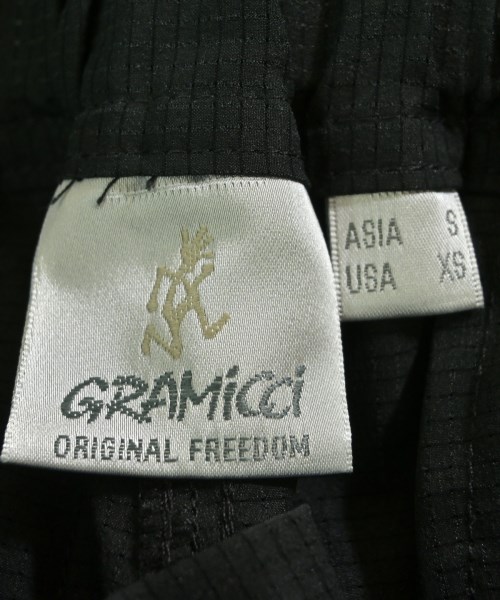 GRAMiCCi
ORIGINAL FREEDOM
ASIA S
USA XS